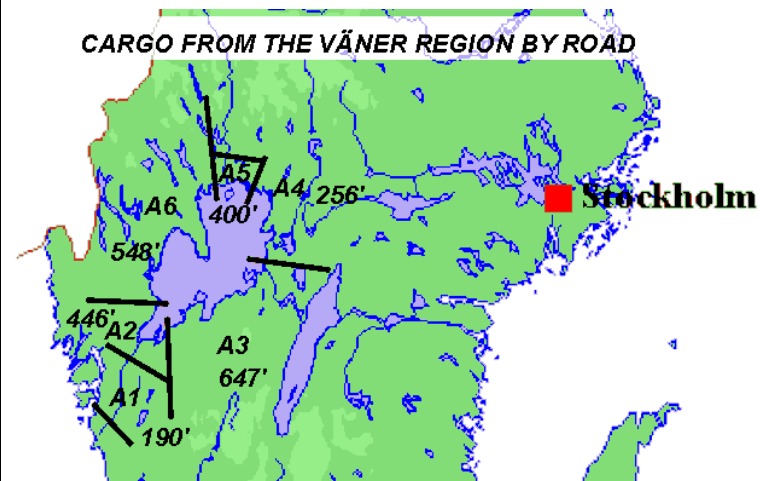 CARGO FROM THE VÄNER REGION BY ROAD
A5
A4
256'
Stockholm
A6
400'
548'
446'
A2
A3
647'
A1
190'